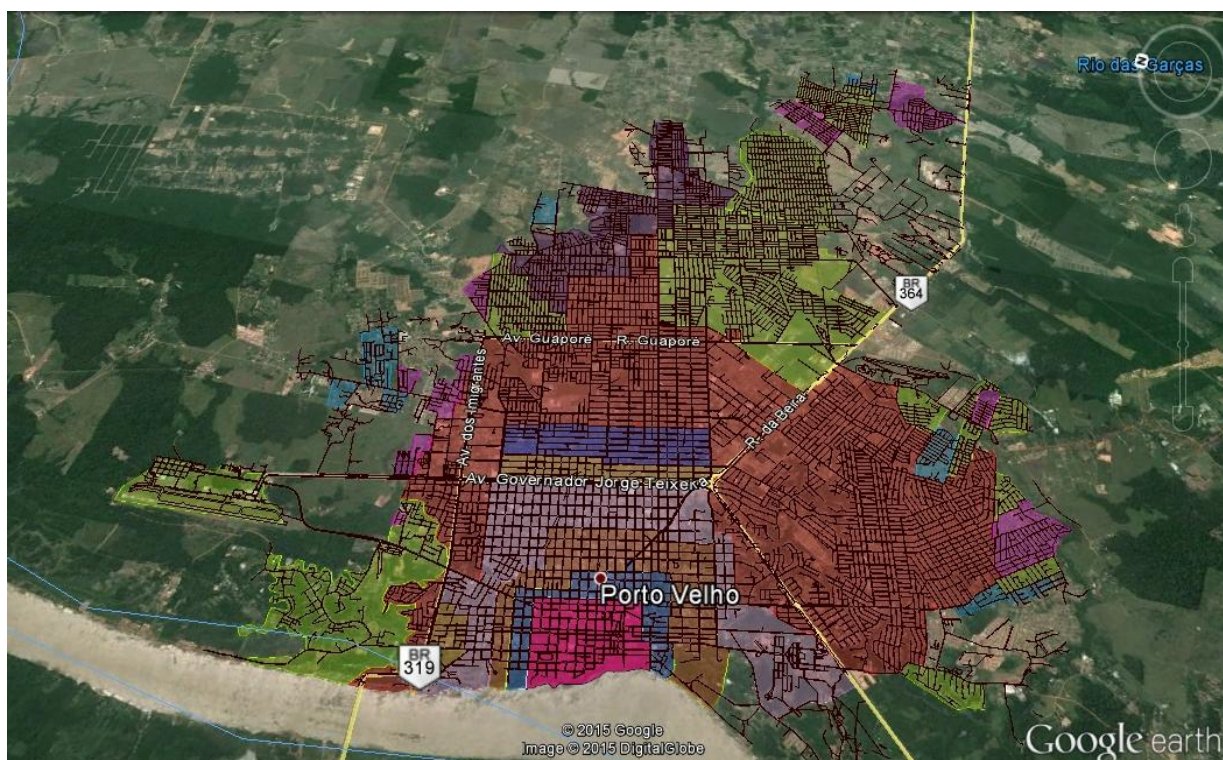 Rio das Garças
N
BR
364
Av. Guaporé
R. Guaporé
Av. dos Imigrantes
R. da Beira
Av. Governador Jorge Teixeira
Porto Velho
BR
319
© 2015 Google
Image © 2015 DigitalGlobe
Google earth